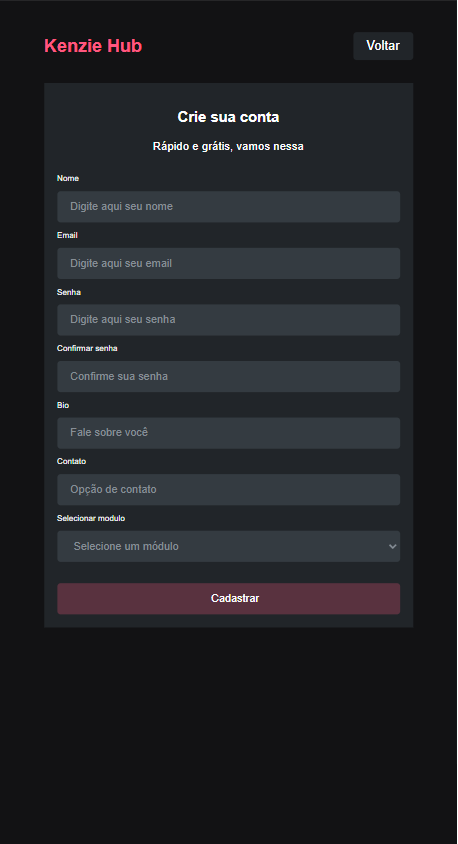 Kenzie Hub
Voltar
Crie sua conta
Rápido e grátis, vamos nessa
Nome
Digite aqui seu nome
Email
Digite aqui seu email
Senha
Digite aqui seu senha
Confirmar senha
Confirme sua senha
Bio
Fale sobre você
Contato
Opção de contato
Selecionar modulo
Selecione um módulo
Cadastrar